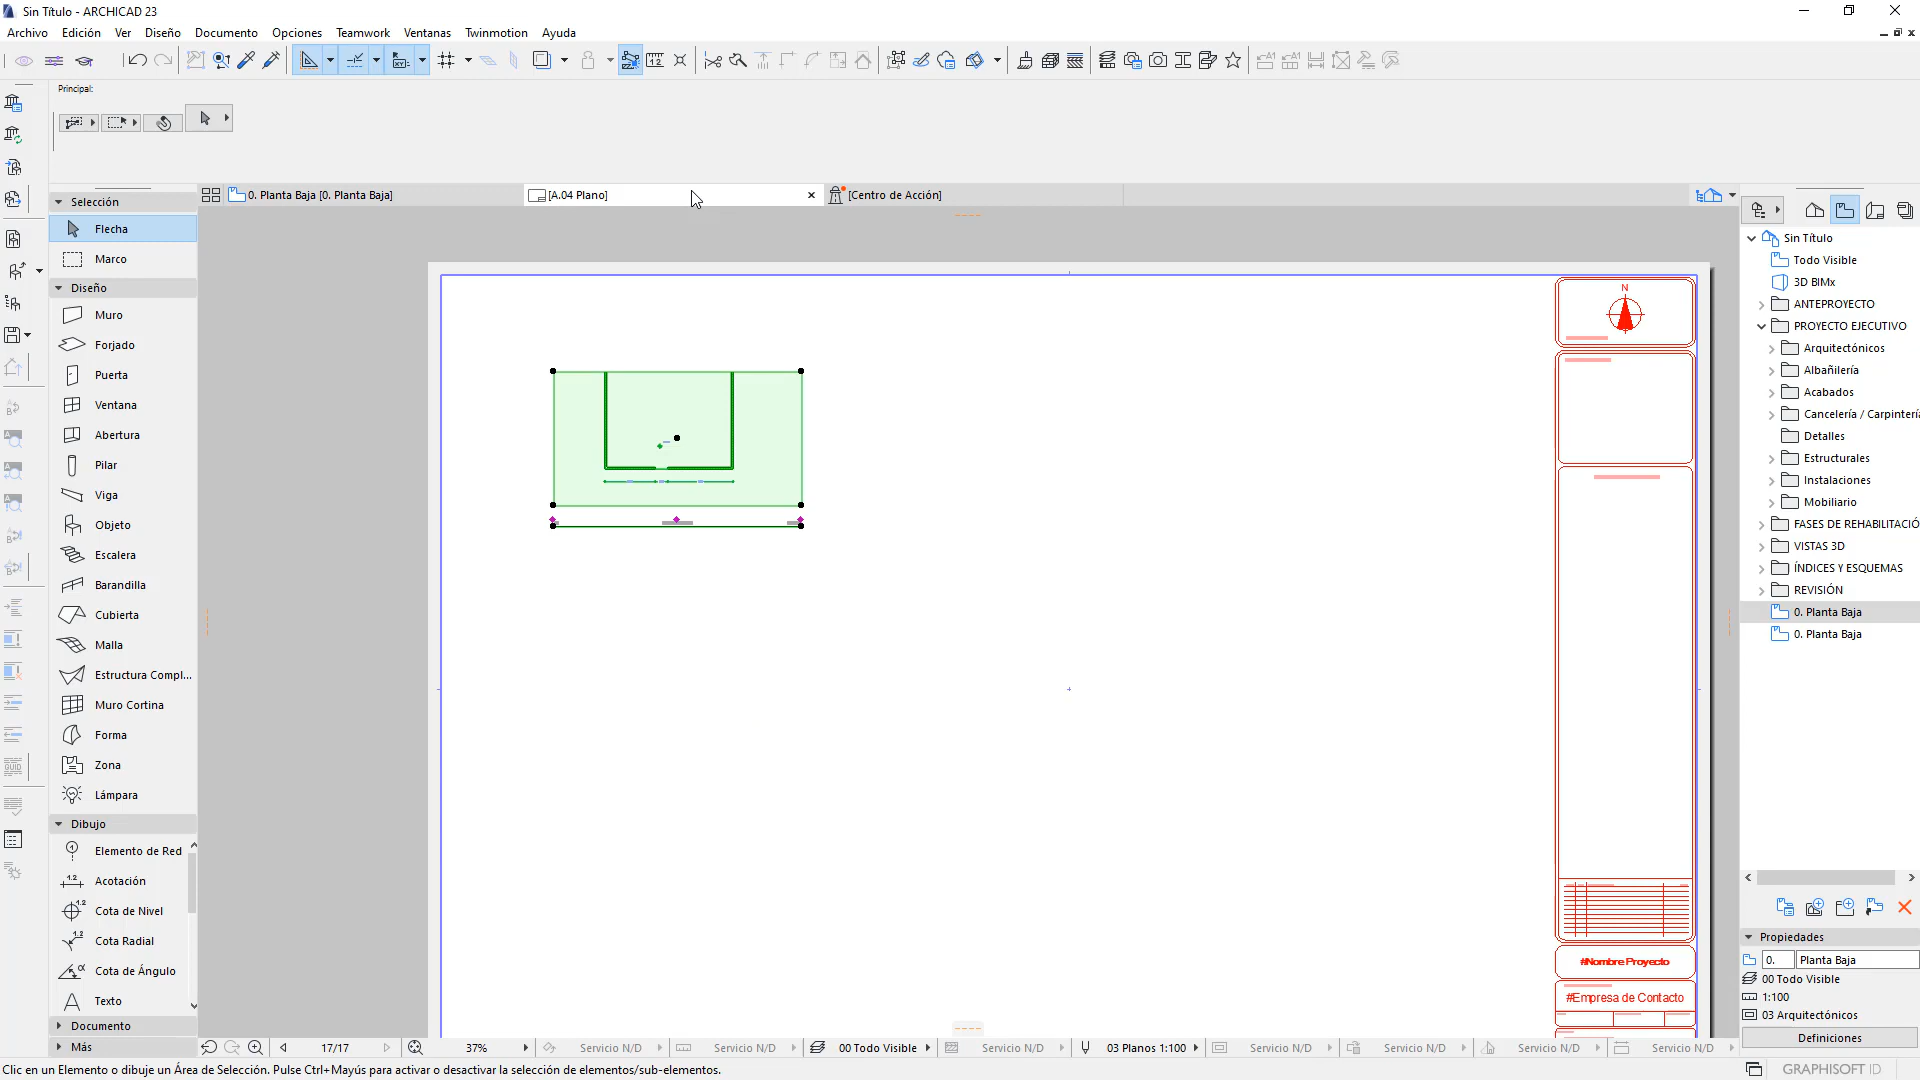 Sin Título - ARCHICAD 23
Archivo Edición Ver Diseño Documento Opciones Teamwork Ventanas Twinmotion Ayuda
Principal:
0. Planta Baja [0. Planta Baja]
[A.04 Plano]
[Centro de Acción]
Selección
Flecha
Marco
Diseño
Muro
Forjado
Puerta
Ventana
Abertura
Pilar
Viga
Objeto
Escalera
Barandilla
Cubierta
Malla
Estructura Compl...
Muro Cortina
Forma
Zona
Lámpara
Dibujo
Elemento de Red
Acotación
Cota de Nivel
Cota Radial
Cota de Ángulo
Texto
Documento
Más
N
#Nombre Proyecto
#Empresa de Contacto
Sin Título
Todo Visible
3D BIMx
ANTEPROYECTO
PROYECTO EJECUTIVO
Arquitectónicos
Albañilería
Acabados
Cancelería / Carpinterí
Detalles
Estructurales
Instalaciones
Mobiliario
FASES DE REHABILITACIÓ
VISTAS 3D
ÍNDICES Y ESQUEMAS
REVISIÓN
0. Planta Baja
0. Planta Baja
Propiedades
0. Planta Baja
00 Todo Visible
1:100
03 Arquitectónicos
Definiciones
17/17 37% Servicio N/D Servicio N/D 00 Todo Visible Servicio N/D 03 Planos 1:100 Servicio N/D Servicio N/D Servicio N/D Servicio N/D
Clic en un Elemento o dibuje un Área de Selección. Pulse Ctrl+Mayús para activar o desactivar la selección de elementos/sub-elementos.
GRAPHISOFT ID